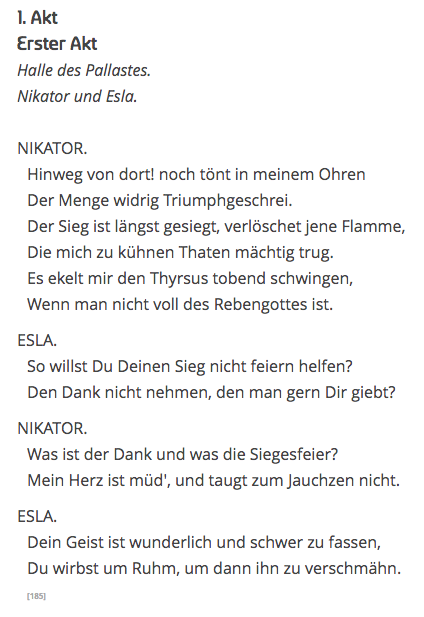 1. Akt
Erster Akt
Halle des Pallastes.
Nikator und Esla.
NIKATOR.
Hinweg von dort! noch tönt in meinem Ohren
Der Menge widrig Triumphgeschrei.
Der Sieg ist längst gesiegt, verlöschet jene Flamme,
Die mich zu kühnen Thaten mächtig trug.
Es ekelt mir den Thyrsus tobend schwingen,
Wenn man nicht voll des Rebengottes ist.
ESLA.
So willst Du Deinen Sieg nicht feiern helfen?
Den Dank nicht nehmen, den man gern Dir giebt?
NIKATOR.
Was ist der Dank und was die Siegesfeier?
Mein Herz ist müd', und taugt zum Jauchzen nicht.
ESLA.
Dein Geist ist wunderlich und schwer zu fassen,
Du wirbst um Ruhm, um dann ihn zu verschmähn.
[185]